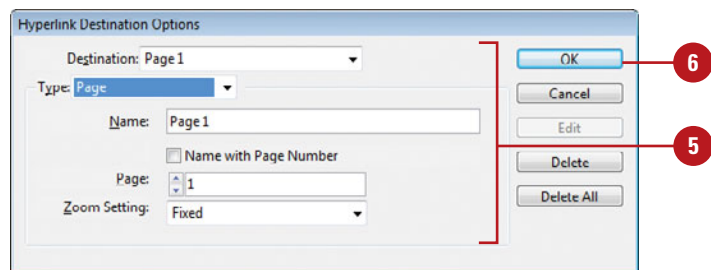 Hyperlink Destination Options
Destination: Page 1
OK
6
Type: Page
Cancel
Name: Page 1
Edit
5
Name with Page Number
Delete
Page: 1
Delete All
Zoom Setting: Fixed